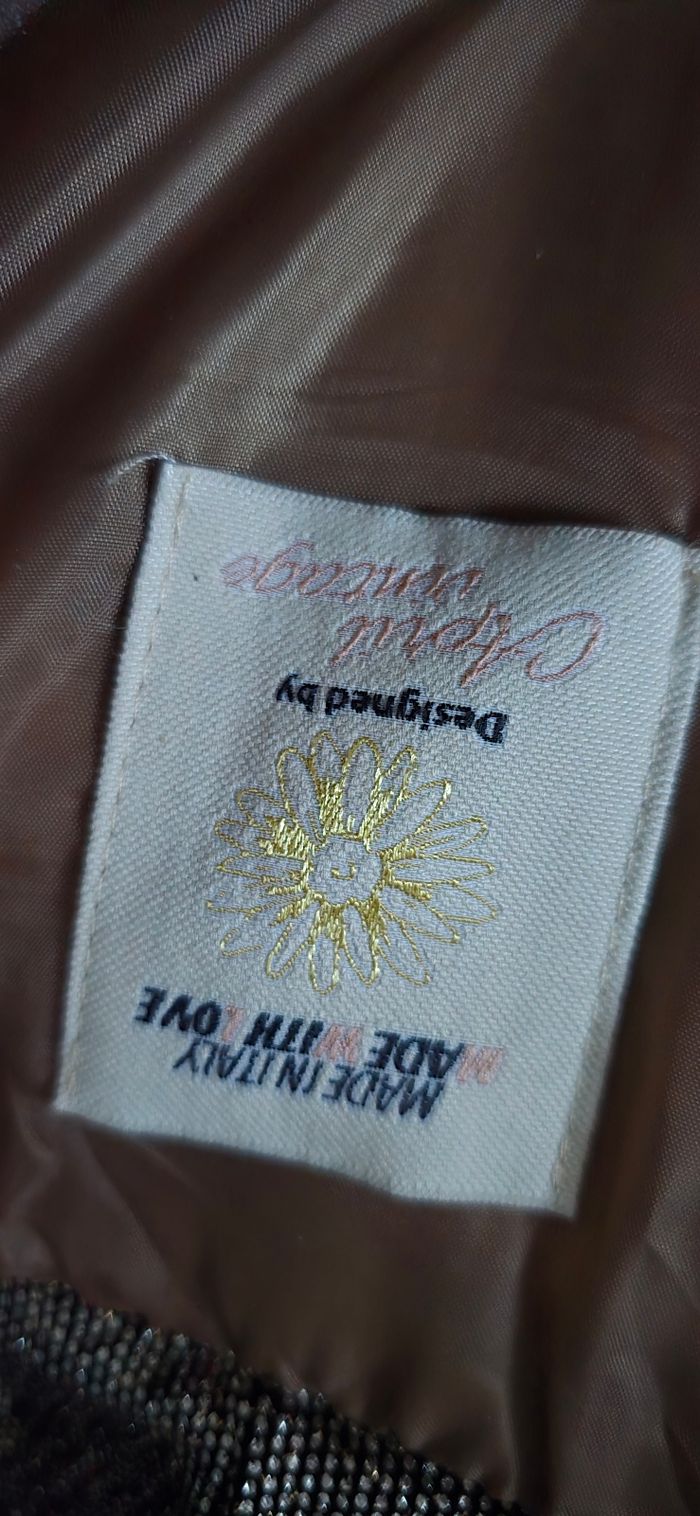 MADE IN ITALY
MADE WITH LOVE
Designed by
April
vintage